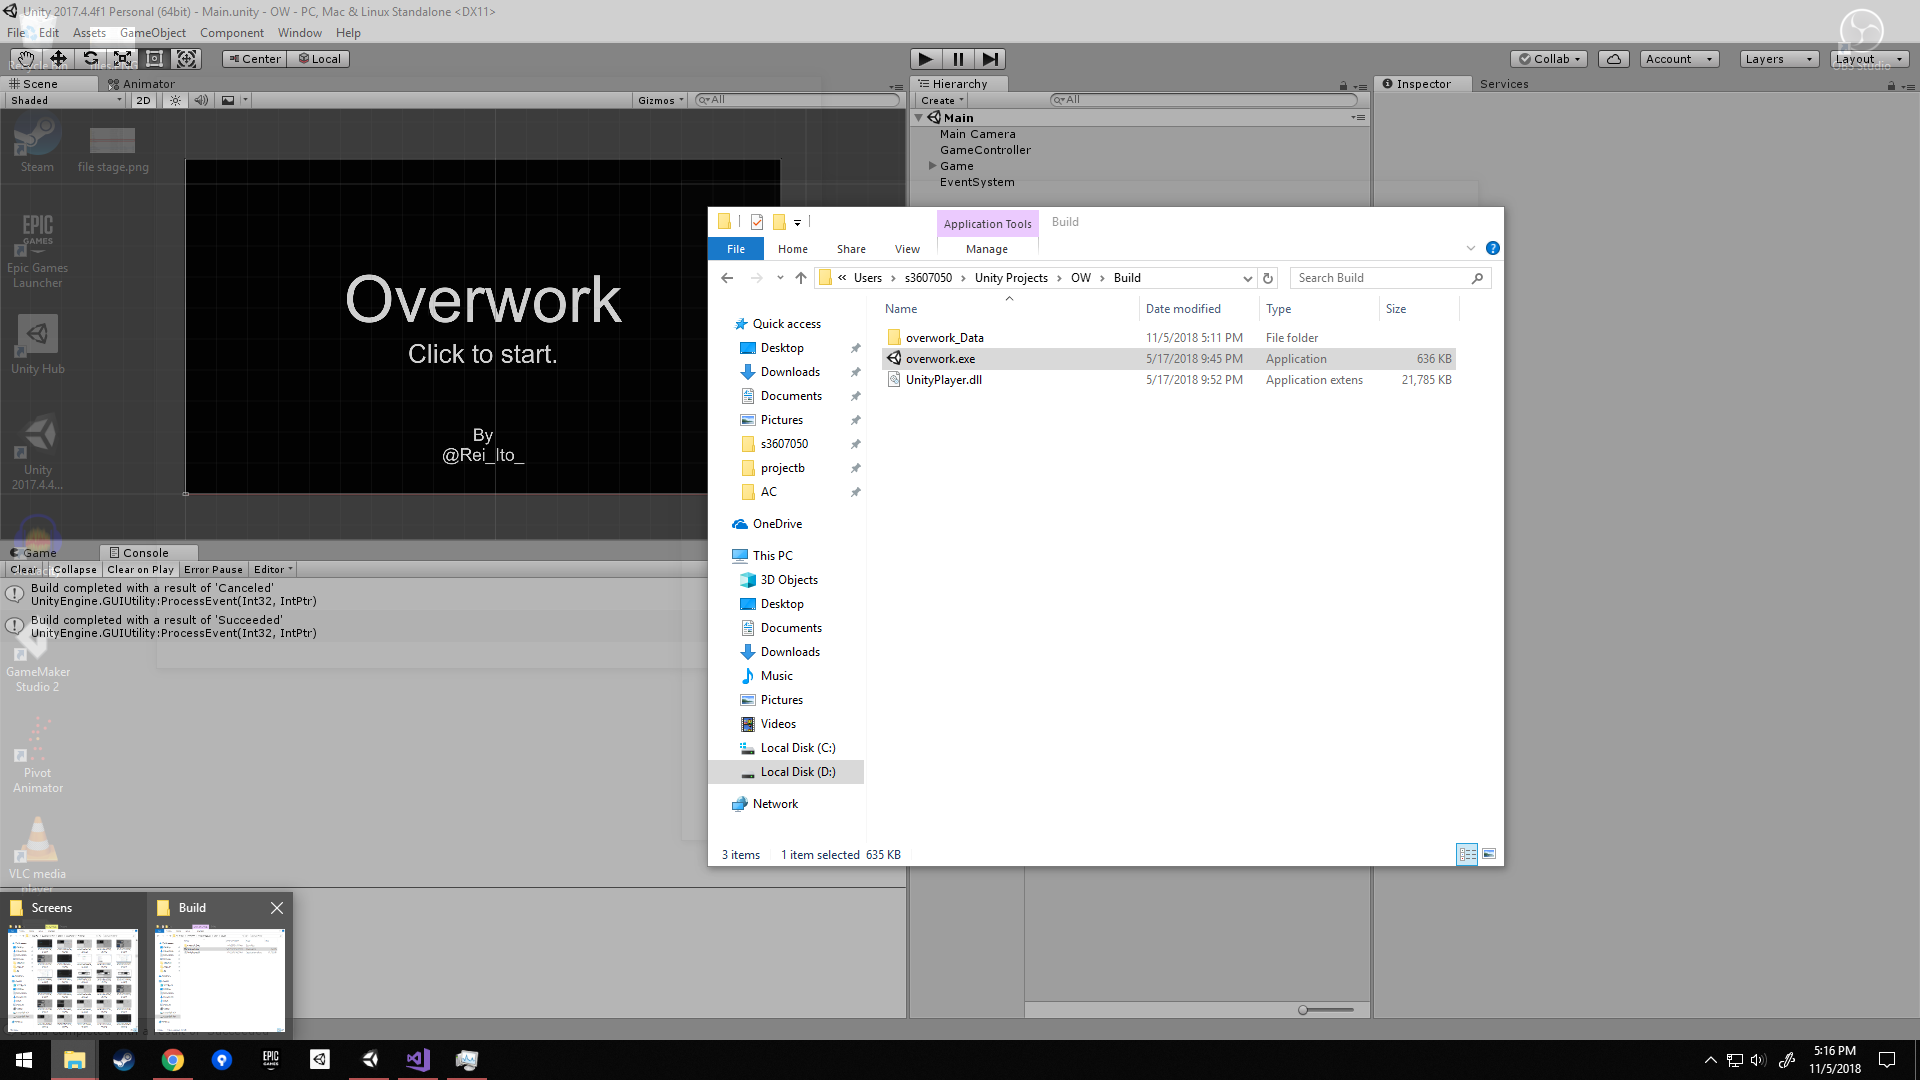 Unity 2017.4.4f1 Personal (64bit) - Main.unity - OW - PC, Mac & Linux Standalone <DX11>
File Edit Assets GameObject Component Window Help
Center Local
Collab Account Layers Layout
Scene Animator
Hierarchy
Inspector Services
Shaded 2D Gizmos All
Create All
Main
Main Camera
GameController
Game
EventSystem
Steam
file stage.png
EPIC GAMES
Epic Games
Launcher
Unity Hub
Unity
2017.4.4...
GameMaker
Studio 2
Pivot
Animator
VLC media
player
Overwork
Click to start.
By
@Rei_Ito_
Game Console
Clear Collapse Clear on Play Error Pause Editor
Build completed with a result of 'Canceled'
UnityEngine.GUIUtility:ProcessEvent(Int32, IntPtr)
Build completed with a result of 'Succeeded'
UnityEngine.GUIUtility:ProcessEvent(Int32, IntPtr)
Application Tools Build
File Home Share View Manage
« Users › s3607050 › Unity Projects › OW › Build
Search Build
Name Date modified Type Size
overwork_Data 11/5/2018 5:11 PM File folder
overwork.exe 5/17/2018 9:45 PM Application 636 KB
UnityPlayer.dll 5/17/2018 9:52 PM Application extens 21,785 KB
Quick access
Desktop
Downloads
Documents
Pictures
s3607050
projectb
AC
OneDrive
This PC
3D Objects
Desktop
Documents
Downloads
Music
Pictures
Videos
Local Disk (C:)
Local Disk (D:)
Network
3 items 1 item selected 635 KB
Screens
Build
EPIC GAMES
5:16 PM
11/5/2018